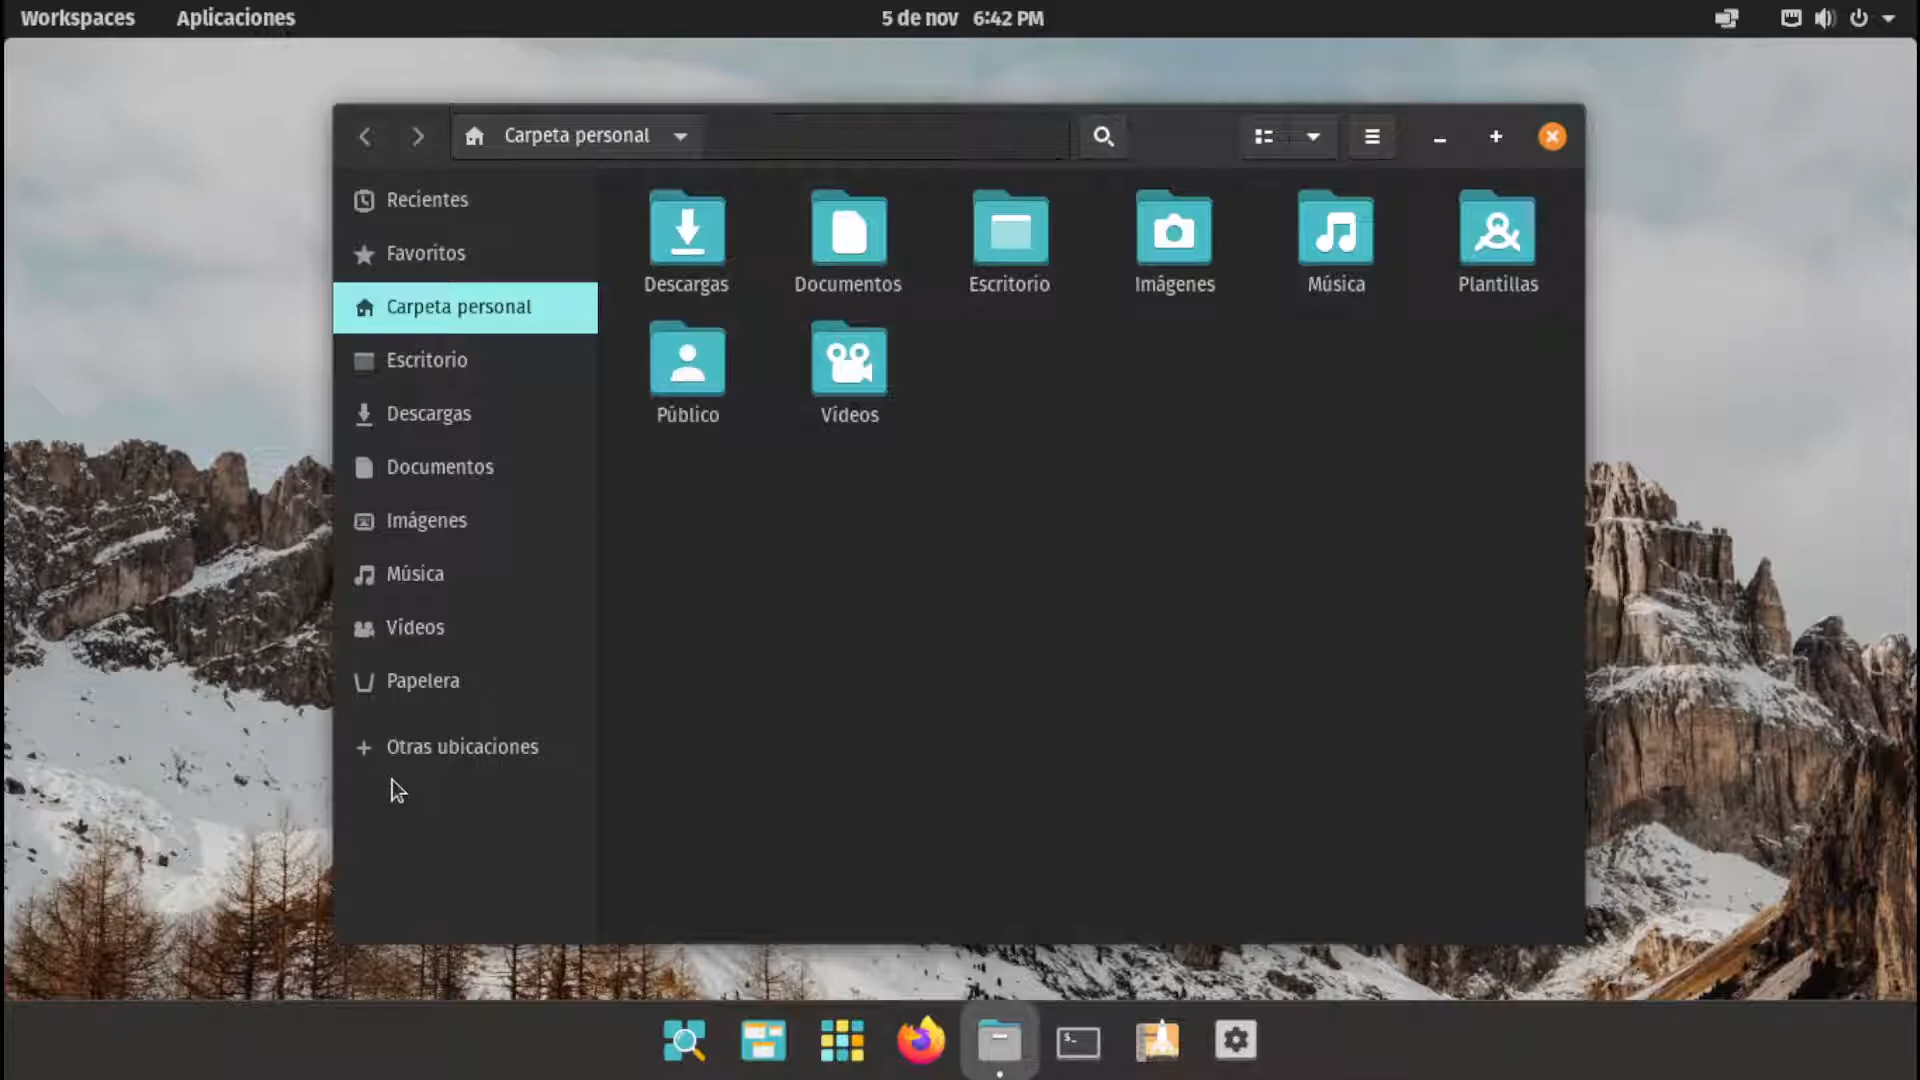 Workspaces Aplicaciones 5 de nov 6:42 PM
Carpeta personal
Recientes
Favoritos
Carpeta personal
Escritorio
Descargas
Documentos
Imágenes
Música
Vídeos
Papelera
Otras ubicaciones
Descargas Documentos Escritorio Imágenes Música Plantillas
Público Vídeos